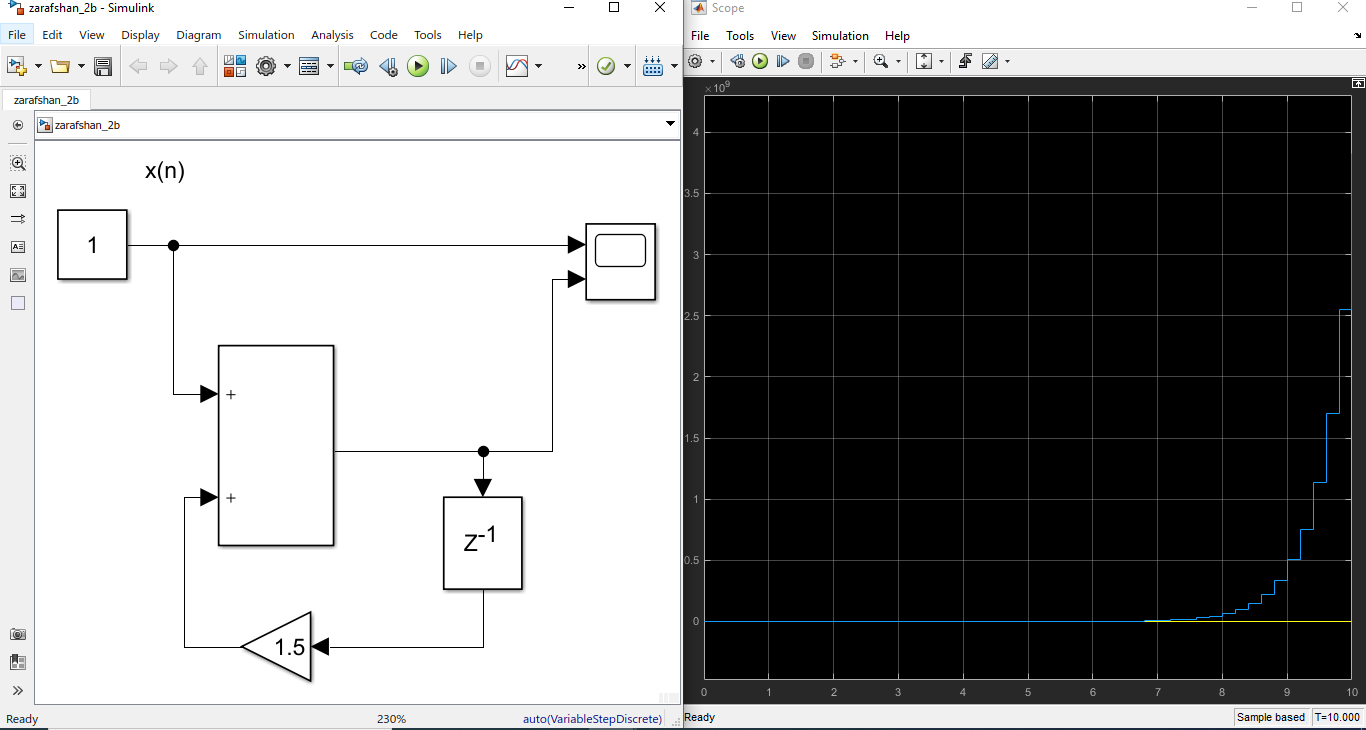 zarafshan_2b - Simulink
File Edit View Display Diagram Simulation Analysis Code Tools Help
»
zarafshan_2b
zarafshan_2b
x(n)
1
+
+
Z-1
1.5
Ready 230% auto(VariableStepDiscrete)
Scope
File Tools View Simulation Help
×10⁹
4
3.5
3
2.5
2
1.5
1
0.5
0
0 1 2 3 4 5 6 7 8 9 10
Ready Sample based T=10.000